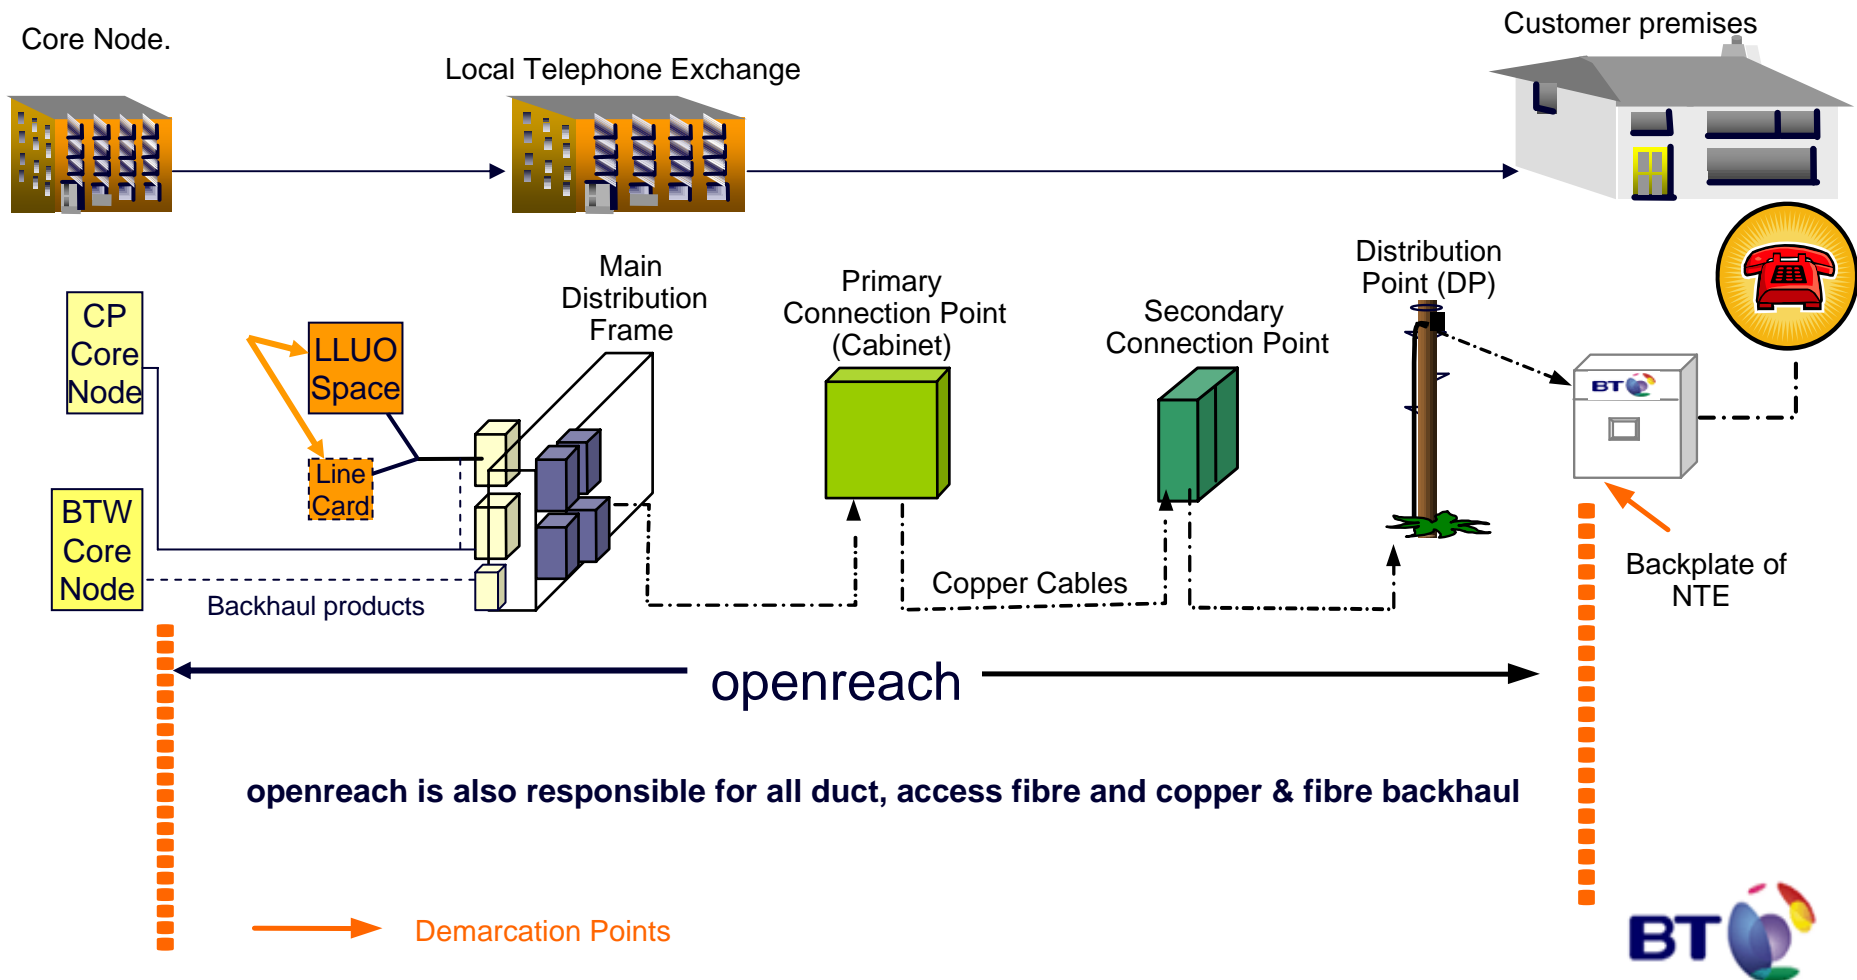 Core Node.
Local Telephone Exchange
Customer premises
CP
Core
Node
LLUO
Space
Line
Card
BTW
Core
Node
Backhaul products
Main
Distribution
Frame
Primary
Connection Point
(Cabinet)
Secondary
Connection Point
Distribution
Point (DP)
BT
Copper Cables
Backplate of
NTE
openreach
openreach is also responsible for all duct, access fibre and copper & fibre backhaul
Demarcation Points
BT